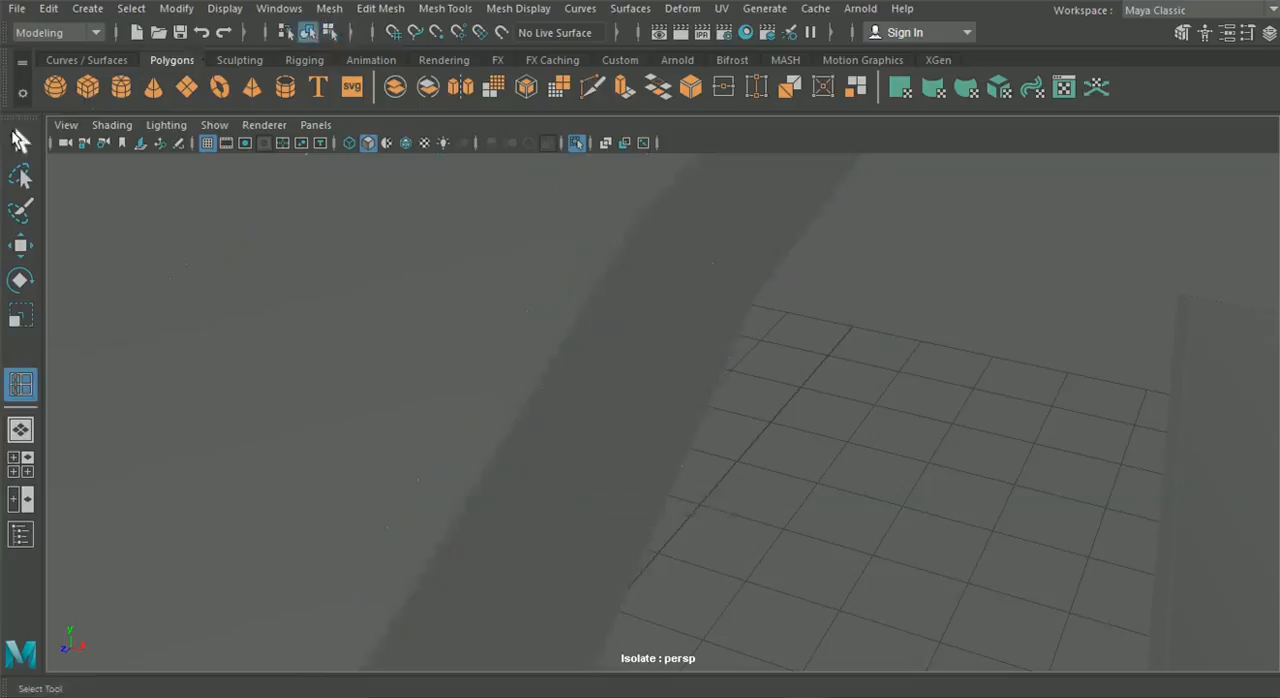 File Edit Create Select Modify Display Windows Mesh Edit Mesh Mesh Tools Mesh Display Curves Surfaces Deform UV Generate Cache Arnold Help Workspace : Maya Classic
Modeling No Live Surface IPR Sign In
Curves / Surfaces Polygons Sculpting Rigging Animation Rendering FX FX Caching Custom Arnold Bifrost MASH Motion Graphics XGen
T svg
View Shading Lighting Show Renderer Panels
y
z
Isolate : persp
M
Select Tool